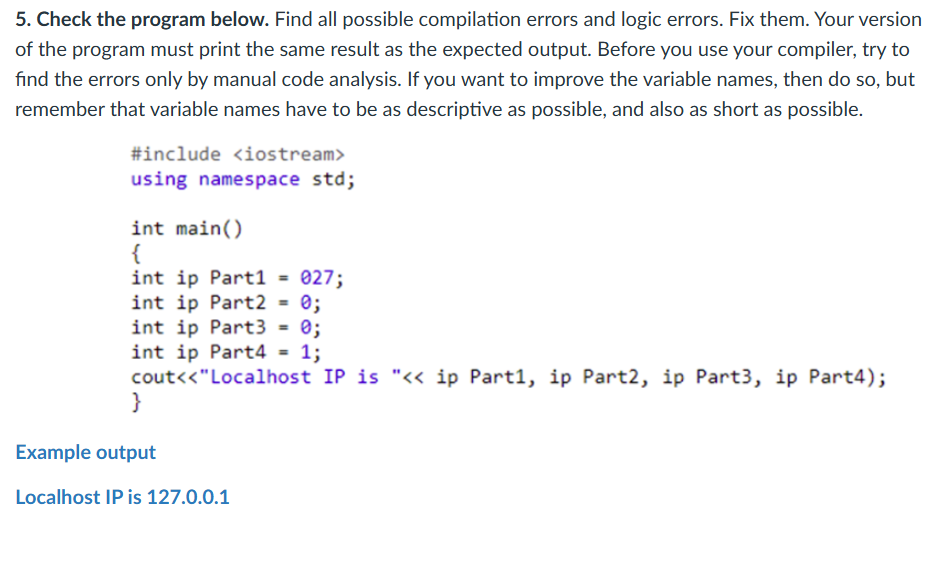 5. Check the program below. Find all possible compilation errors and logic errors. Fix them. Your version
of the program must print the same result as the expected output. Before you use your compiler, try to
find the errors only by manual code analysis. If you want to improve the variable names, then do so, but
remember that variable names have to be as descriptive as possible, and also as short as possible.
#include <iostream>
using namespace std;
int main()
{
int ip Part1 = 027;
int ip Part2 = 0;
int ip Part3 = 0;
int ip Part4 = 1;
cout<<"Localhost IP is "<< ip Part1, ip Part2, ip Part3, ip Part4);
}
Example output
Localhost IP is 127.0.0.1